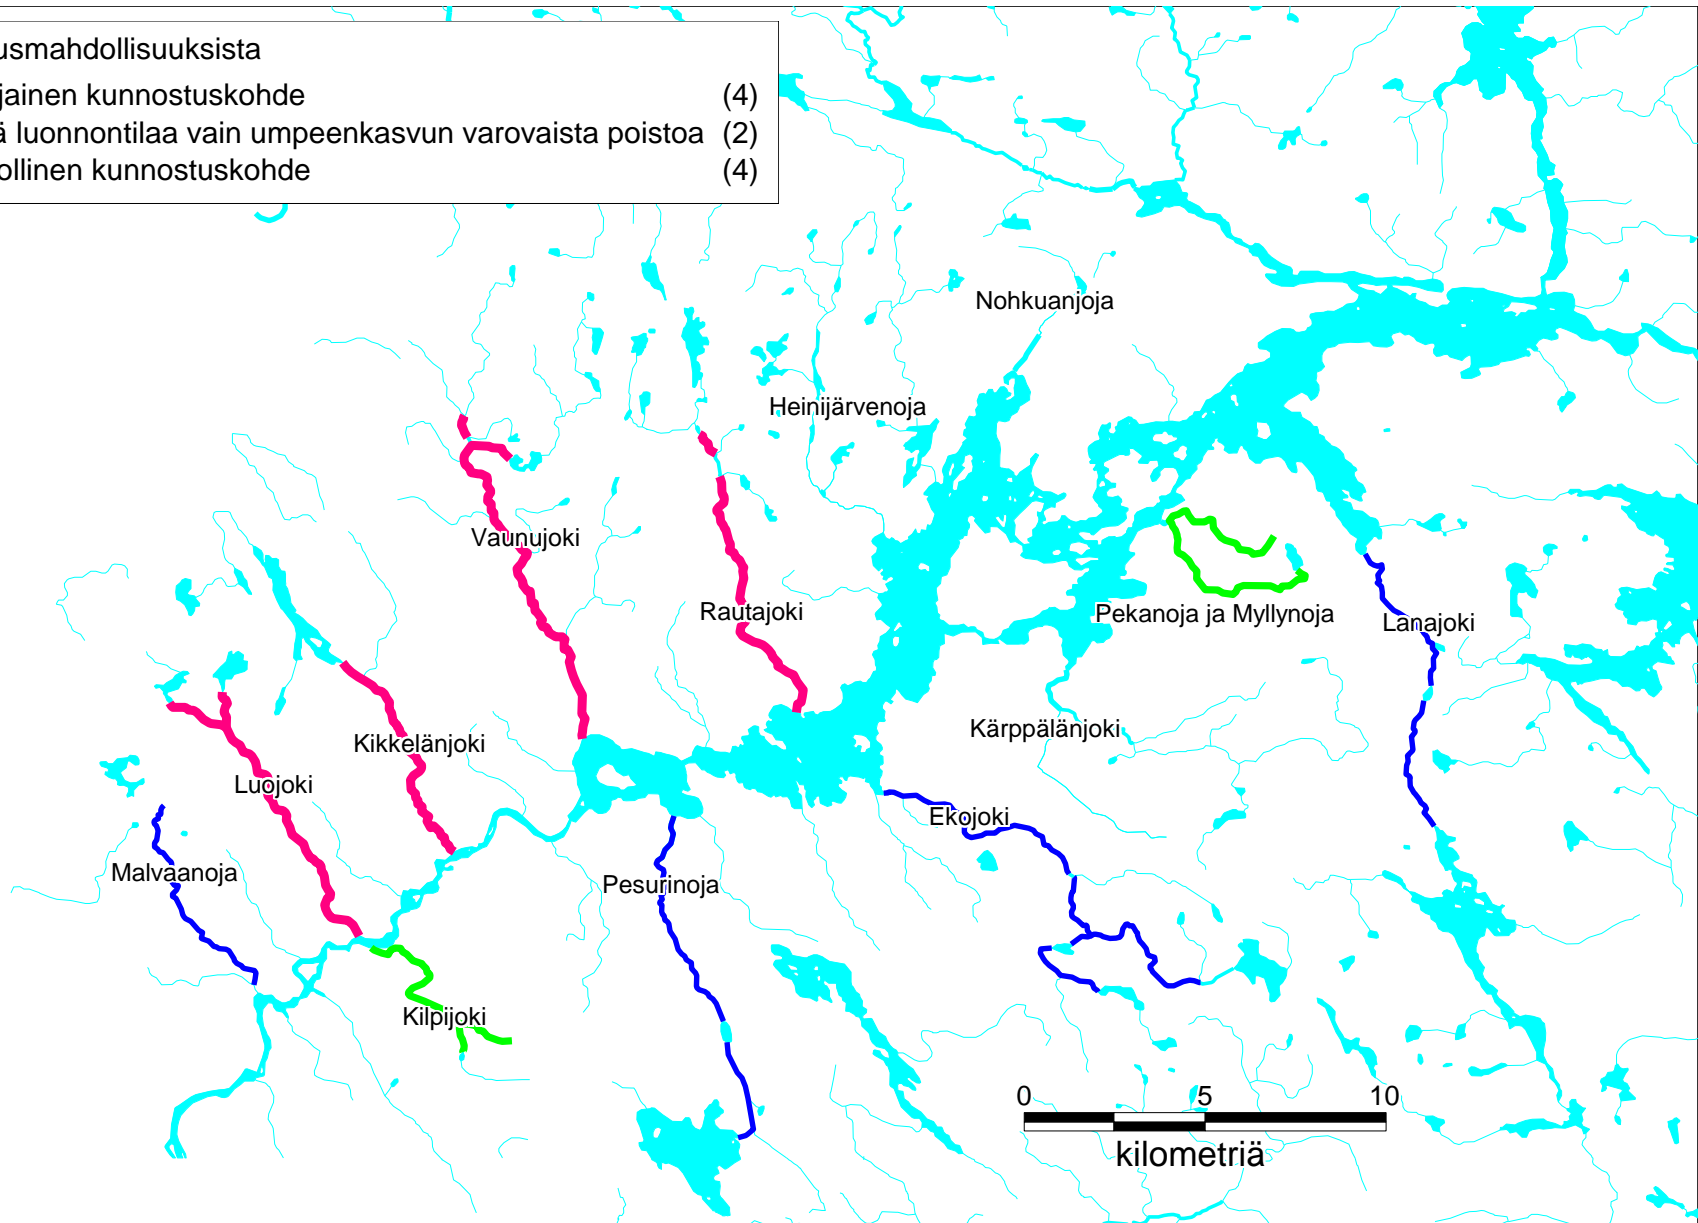 usmahdollisuuksista
jainen kunnostuskohde (4)
ä luonnontilaa vain umpeenkasvun varovaista poistoa (2)
ollinen kunnostuskohde (4)
Nohkuanjoja
Heinijärvenoja
Vaunujoki
Rautajoki
Pekanoja ja Myllynoja
Lanajoki
Kärppälänjoki
Kikkelänjoki
Luojoki
Ekojoki
Malvaanoja
Pesurinoja
Kilpijoki
0 5 10
kilometriä